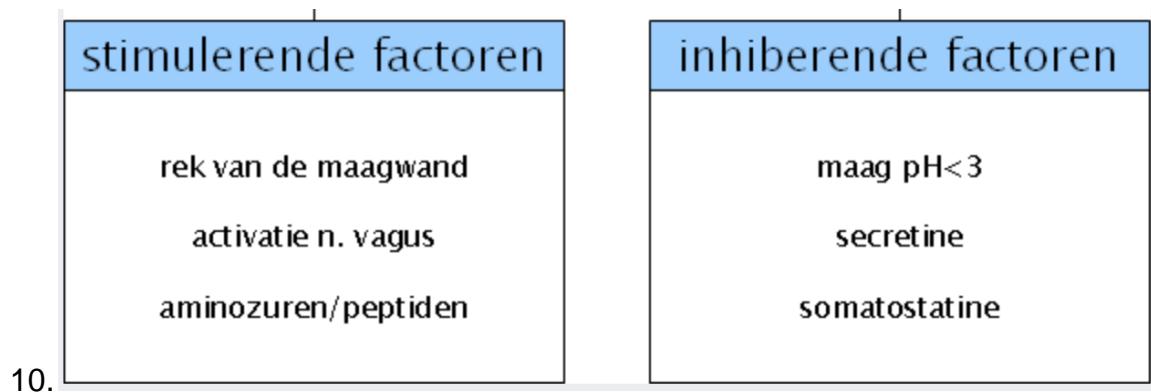 stimulerende factoren
rek van de maagwand
activatie n. vagus
aminozuren/peptiden
inhiberende factoren
maag pH<3
secretine
somatostatine
10.